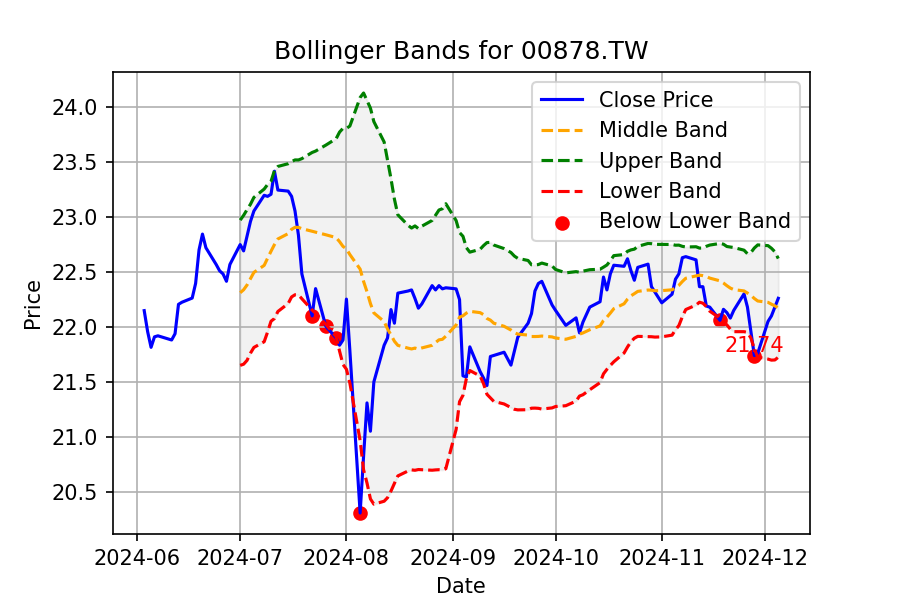 Bollinger Bands for 00878.TW
Close Price
Middle Band
Upper Band
Lower Band
Below Lower Band
Price
24.0
23.5
23.0
22.5
22.0
21.5
21.0
20.5
21.74
2024-06 2024-07 2024-08 2024-09 2024-10 2024-11 2024-12
Date